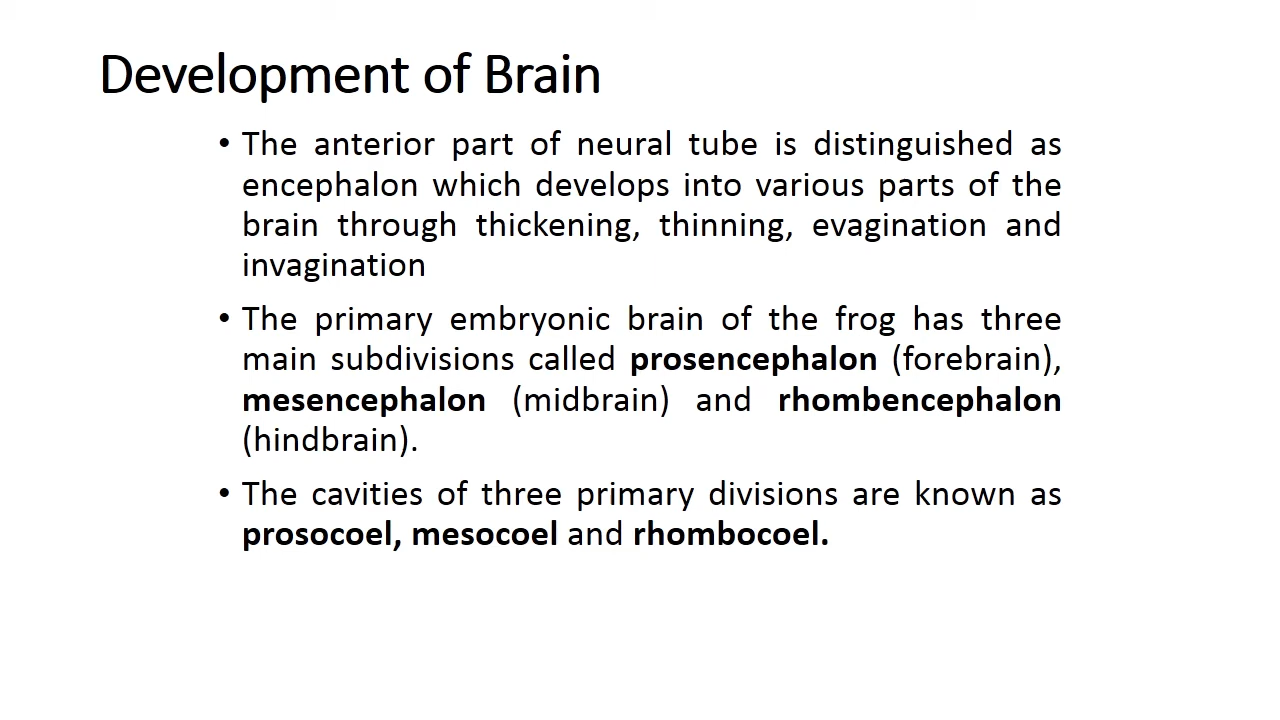 Development of Brain
• The anterior part of neural tube is distinguished as
encephalon which develops into various parts of the
brain through thickening, thinning, evagination and
invagination
• The primary embryonic brain of the frog has three
main subdivisions called prosencephalon (forebrain),
mesencephalon (midbrain) and rhombencephalon
(hindbrain).
• The cavities of three primary divisions are known as
prosocoel, mesocoel and rhombocoel.